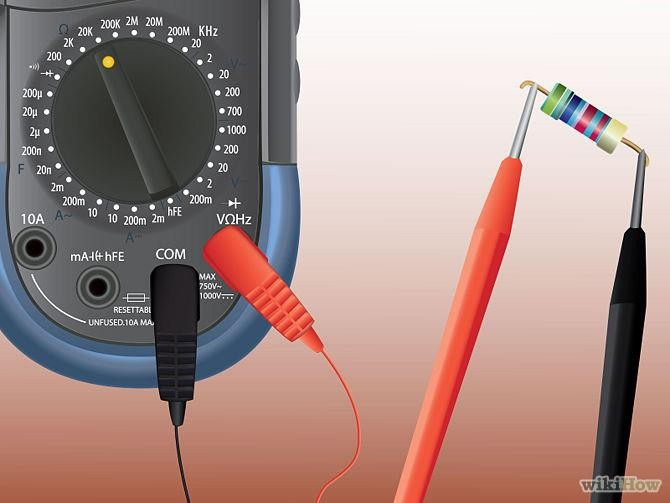 Ω
200
2K
20K
200K
2M
20M
200M
KHz
20
V~
2
20
200
700
1000
200
20
2
V⎓
200m
hFE
2m
200m
A⎓
10
10
A~
200m
2m
F
20n
200n
2µ
20µ
200µ
10A
mA⊣(+hFE
COM
VΩHz
MAX
750V~
1000V⎓
RESETTABL
UNFUSED.10A MA
wikiHow